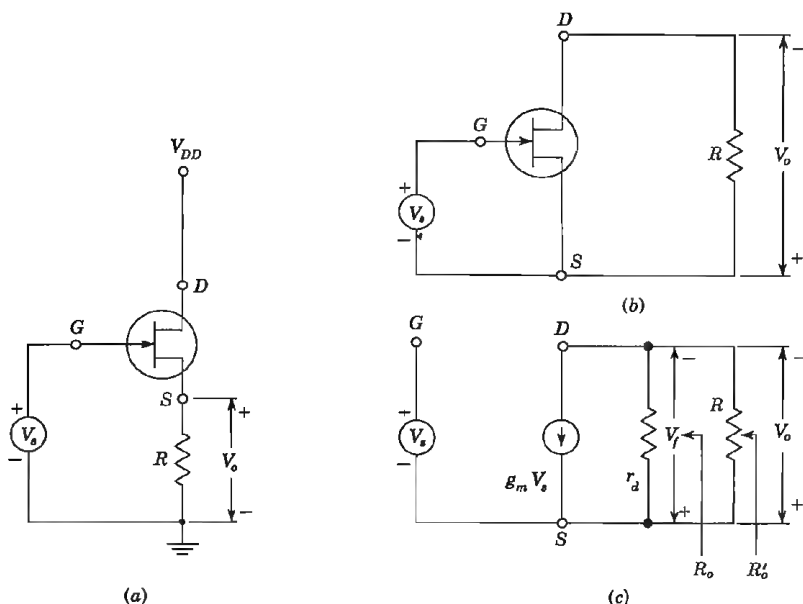 V_DD
D
G
S
+
V_s
−
R
+
V_o
−
(a)
D
G
+
V_s
−
S
R
−
V_o
+
(b)
G
+
V_s
−
D
g_m V_s
S
r_d
−
V_f
+
R
−
V_o
+
R_o
R'_o
(c)